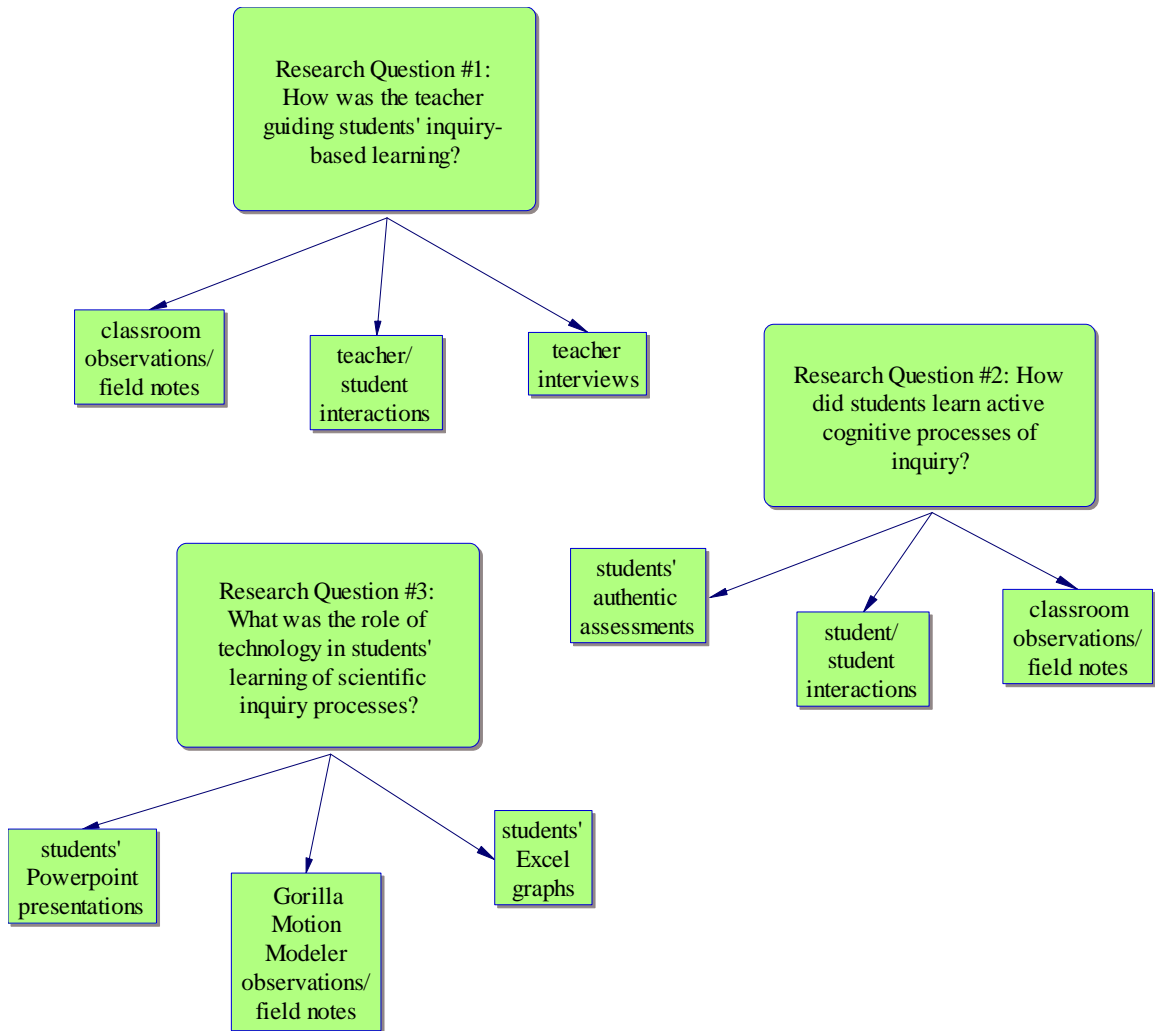 Research Question #1:
How was the teacher
guiding students' inquiry-
based learning?
classroom
observations/
field notes
teacher/
student
interactions
teacher
interviews
Research Question #2: How
did students learn active
cognitive processes of
inquiry?
students'
authentic
assessments
student/
student
interactions
classroom
observations/
field notes
Research Question #3:
What was the role of
technology in students'
learning of scientific
inquiry processes?
students'
Powerpoint
presentations
Gorilla
Motion
Modeler
observations/
field notes
students'
Excel
graphs